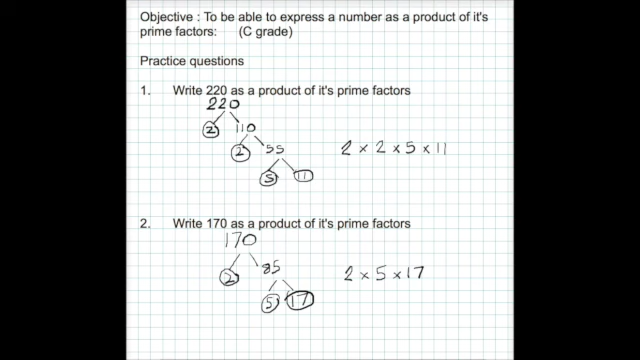 Objective : To be able to express a number as a product of it's
prime factors: (C grade)
Practice questions
1. Write 220 as a product of it's prime factors
220
2 110
2 55
2 × 2 × 5 × 11
5 11
2. Write 170 as a product of it's prime factors
170
2 85
2 × 5 × 17
5 17